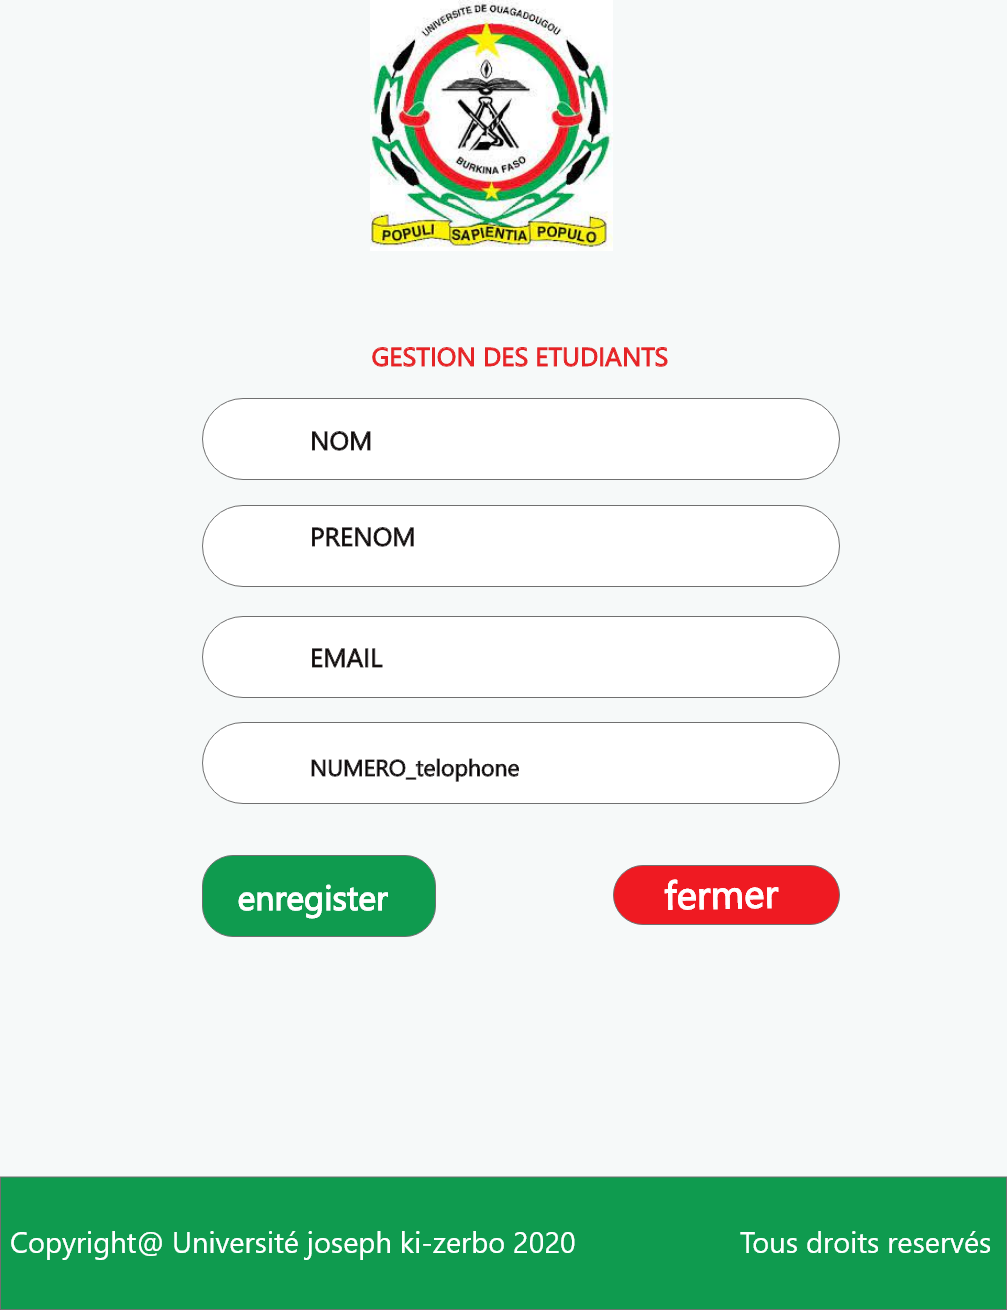 UNIVERSITE DE OUAGADOUGOU
BURKINA FASO
POPULI SAPIENTIA POPULO
GESTION DES ETUDIANTS
NOM
PRENOM
EMAIL
NUMERO_telophone
enregister
fermer
Copyright@ Université joseph ki-zerbo 2020
Tous droits reservés